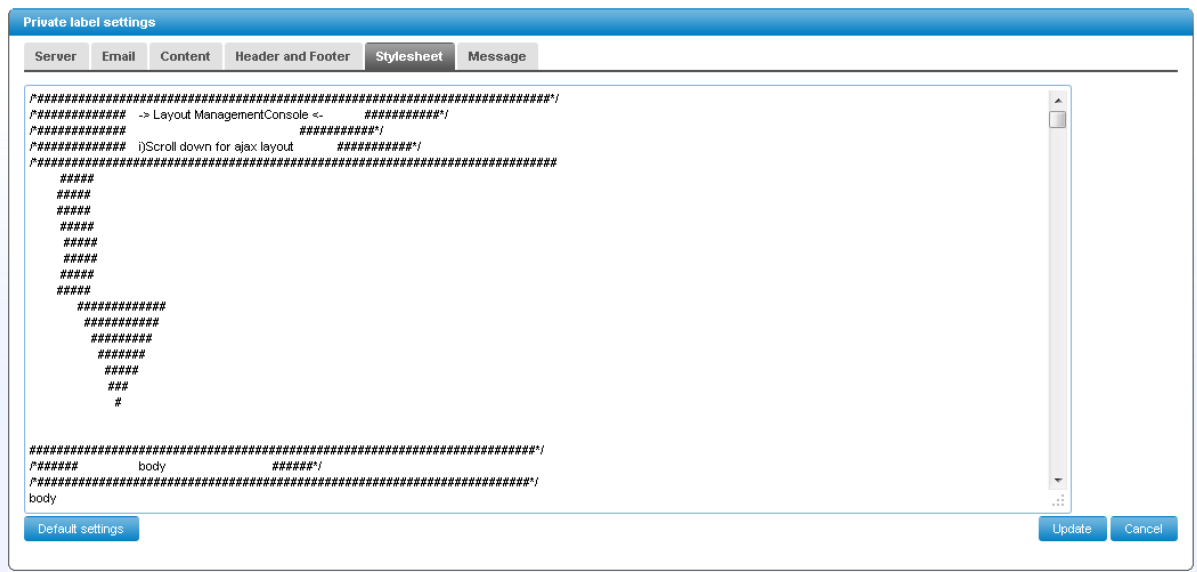 Private label settings
Server Email Content Header and Footer Stylesheet Message
/*###########################################################################*/
/*############# -> Layout ManagementConsole <- ###########*/
/*############# ###########*/
/*############# i)Scroll down for ajax layout ###########*/
/*############################################################################
#####
#####
#####
#####
#####
#####
#####
#####
#############
###########
#########
#######
#####
###
#
##########################################################################*/
/*###### body ######*/
/*########################################################################*/
body
Default settings Update Cancel